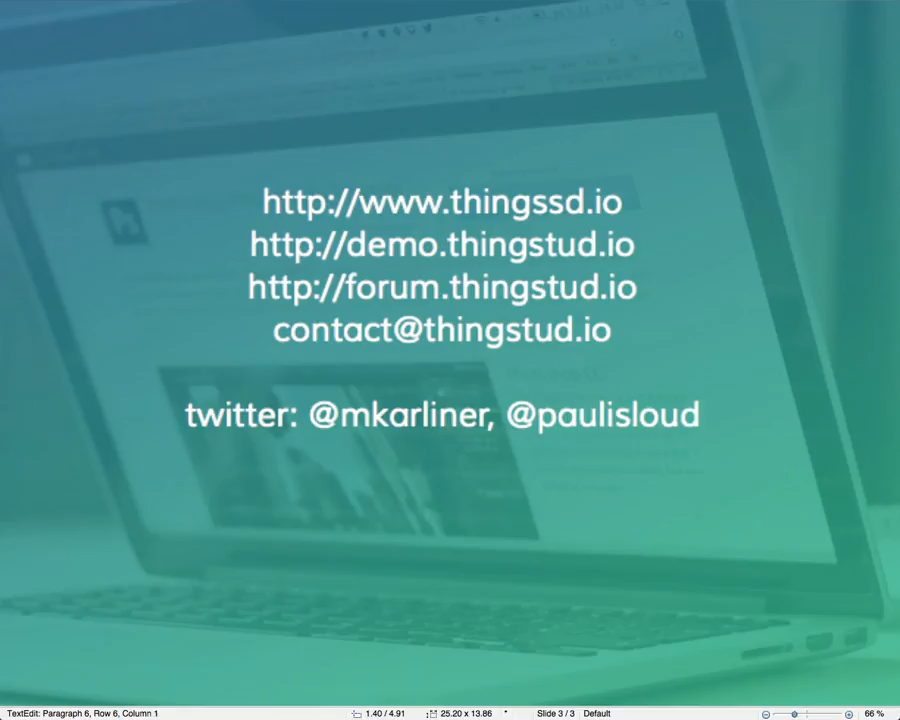 http://www.thingssd.io
http://demo.thingstud.io
http://forum.thingstud.io
contact@thingstud.io
twitter: @mkarliner, @paulisloud
TextEdit: Paragraph 6, Row 6, Column 1 1.40 / 4.91 25.20 x 13.86 * Slide 3 / 3 Default 66 %